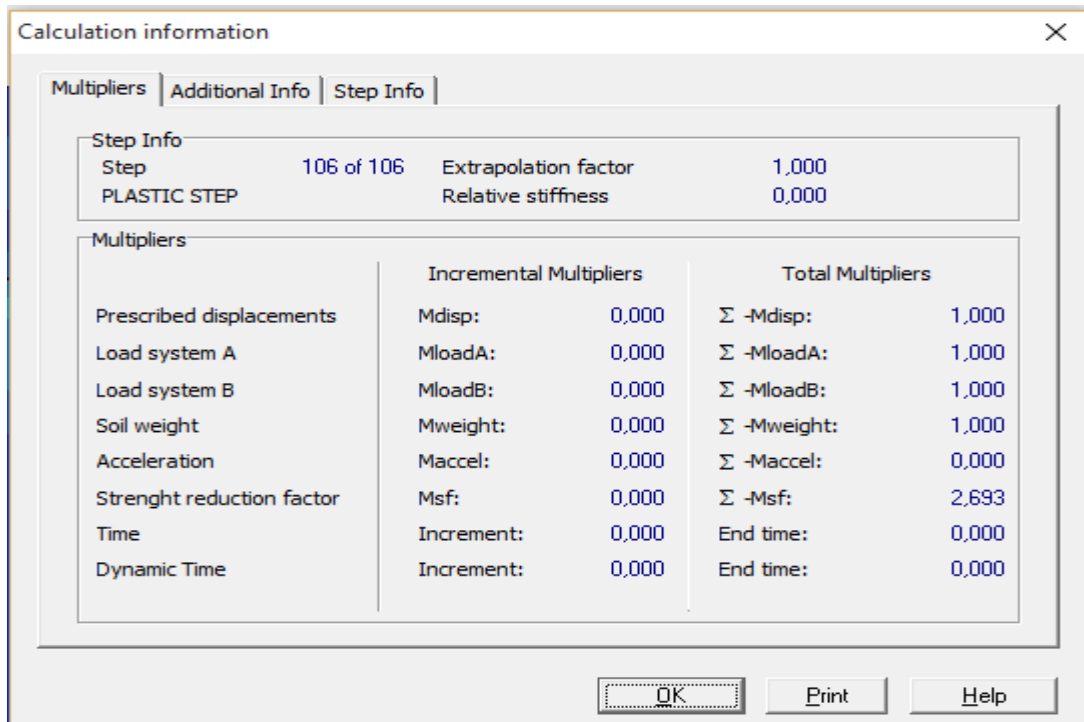 Calculation information
Multipliers Additional Info Step Info
Step Info
Step 106 of 106 Extrapolation factor 1,000
PLASTIC STEP Relative stiffness 0,000
Multipliers
Incremental Multipliers Total Multipliers
Prescribed displacements Mdisp: 0,000 Σ -Mdisp: 1,000
Load system A MloadA: 0,000 Σ -MloadA: 1,000
Load system B MloadB: 0,000 Σ -MloadB: 1,000
Soil weight Mweight: 0,000 Σ -Mweight: 1,000
Acceleration Maccel: 0,000 Σ -Maccel: 0,000
Strenght reduction factor Msf: 0,000 Σ -Msf: 2,693
Time Increment: 0,000 End time: 0,000
Dynamic Time Increment: 0,000 End time: 0,000
OK Print Help